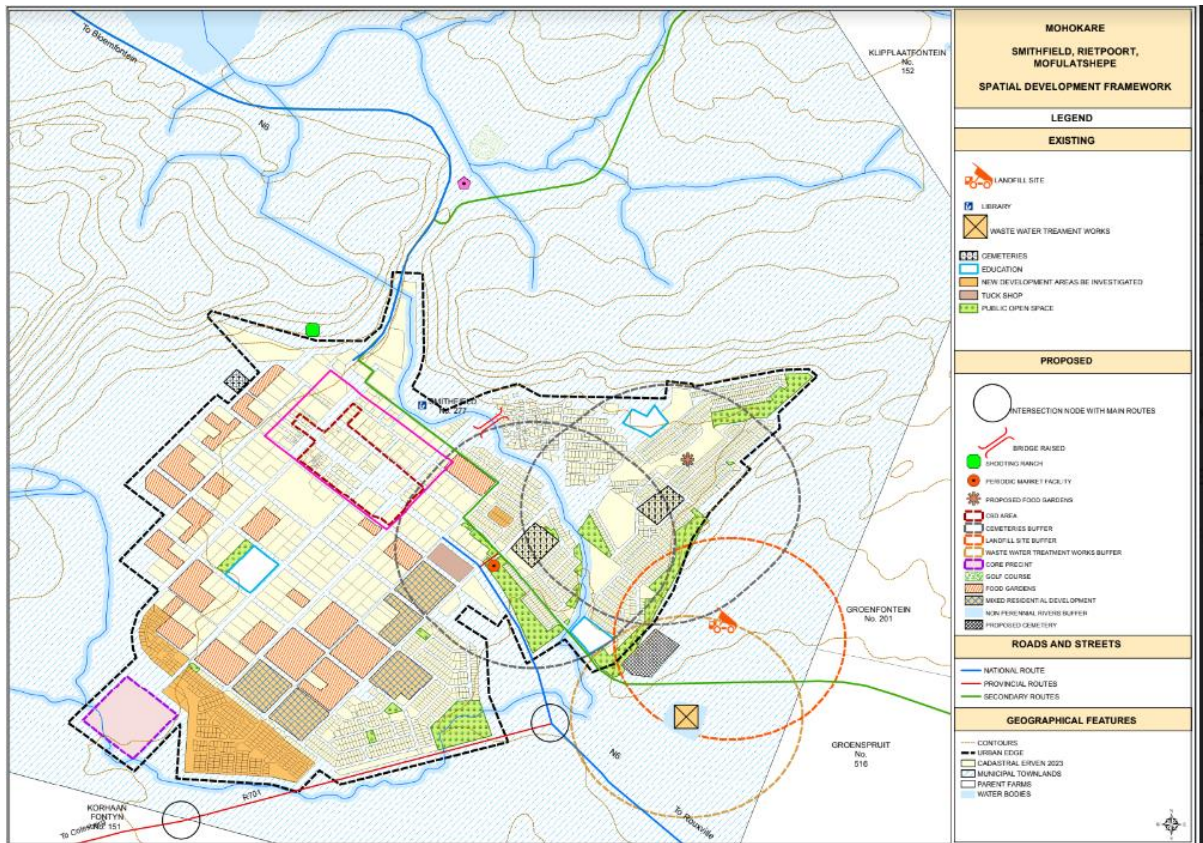 To Bloemfontein
N6
KLIPPLAATFONTEIN
No.
152
SMITHFIELD
No. 277
GROENFONTEIN
No. 201
GROENSPRUIT
No.
516
N6
To Rouxville
R701
KORHAAN
FONTYN
No. 151
To Colesberg
MOHOKARE
SMITHFIELD, RIETPOORT,
MOFULATSHEPE
SPATIAL DEVELOPMENT FRAMEWORK
LEGEND
EXISTING
LANDFILL SITE
LIBRARY
WASTE WATER TREAMENT WORKS
CEMETERIES
EDUCATION
NEW DEVELOPMENT AREAS BE INVESTIGATED
TUCK SHOP
PUBLIC OPEN SPACE
PROPOSED
INTERSECTION NODE WITH MAIN ROUTES
BRIDGE RAISED
SHOOTING RANCH
PERIODIC MARKET FACILITY
PROPOSED FOOD GARDENS
CBD AREA
CEMETERIES BUFFER
LANDFILL SITE BUFFER
WASTE WATER TREATMENT WORKS BUFFER
CORE PRECINT
GOLF COURSE
FOOD GARDENS
MIXED RESIDENTIAL DEVELOPMENT
NON PERENNIAL RIVERS BUFFER
PROPOSED CEMETERY
ROADS AND STREETS
NATIONAL ROUTE
PROVINCIAL ROUTES
SECONDARY ROUTES
GEOGRAPHICAL FEATURES
CONTOURS
URBAN EDGE
CADASTRAL ERVEN 2023
MUNICIPAL TOWNLANDS
PARENT FARMS
WATER BODIES